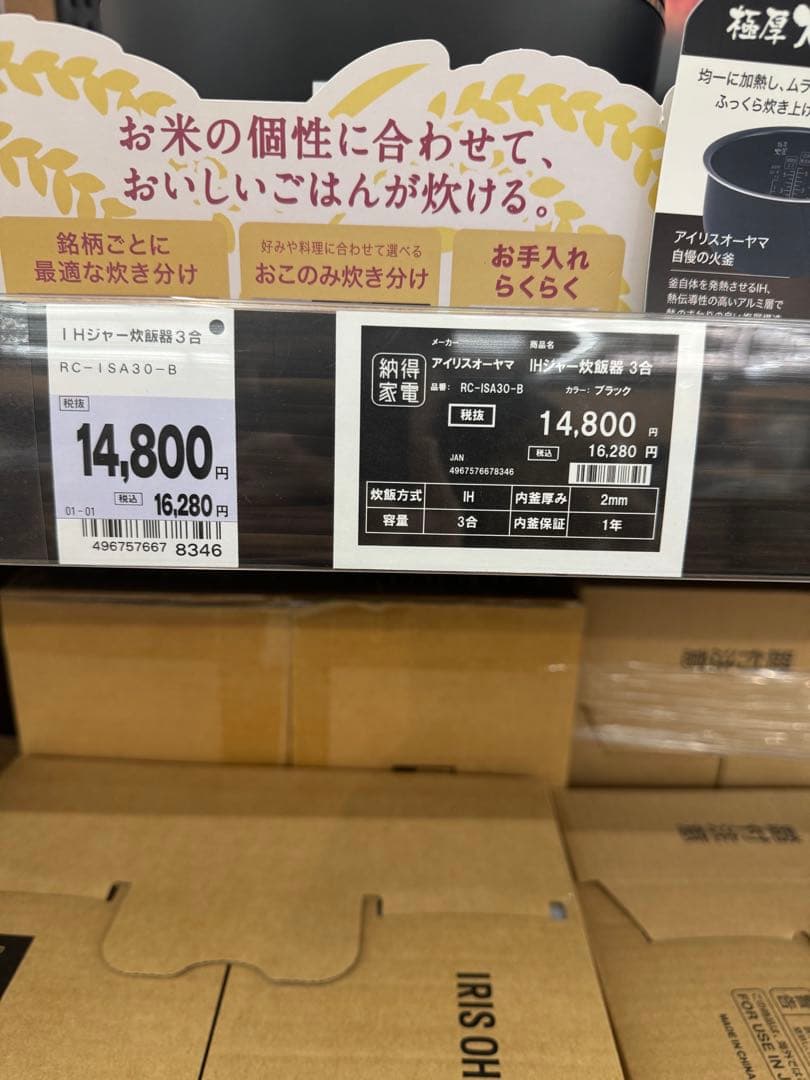 お米の個性に合わせて、
おいしいごはんが炊ける。
銘柄ごとに
最適な炊き分け
好みや料理に合わせて選べる
おこのみ炊き分け
お手入れ
らくらく
極厚
均一に加熱し、ムラ
ふっくら炊き上げ
アイリスオーヤマ
自慢の火釜
釜自体を発熱させるIH、
熱伝導性の高いアルミ層で
IHジャー炊飯器3合
RC-ISA30-B
税抜
14,800円
税込 16,280円
01-01
496757667 8346
納得
家電
メーカー
アイリスオーヤマ
商品名
IHジャー炊飯器 3合
品番: RC-ISA30-B
カラー: ブラック
税抜 14,800 円
税込 16,280 円
JAN
4967576678346
炊飯方式 IH 内釜厚み 2mm
容量 3合 内釜保証 1年
IRIS OH
FOR USE IN J
MADE IN CHINA